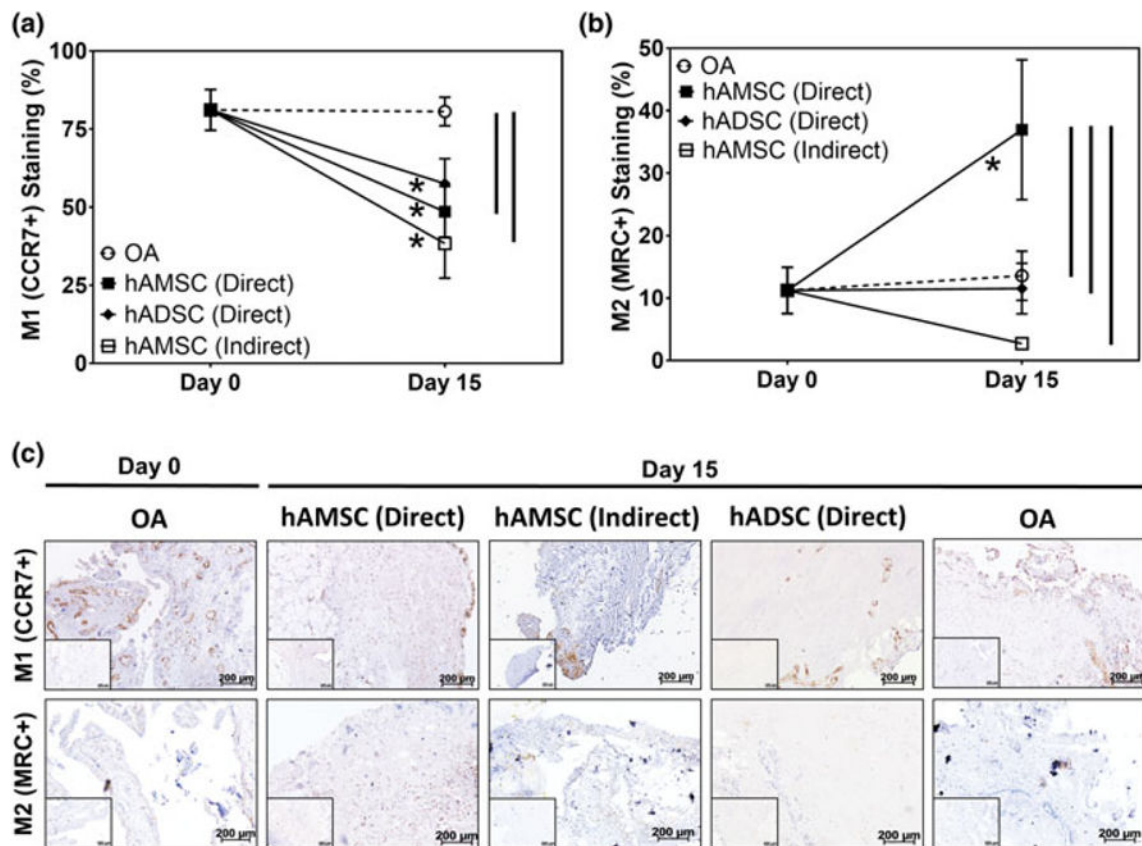 (a)
M1 (CCR7+) Staining (%)
100
75
50
25
0
*
*
*
OA
hAMSC (Direct)
hADSC (Direct)
hAMSC (Indirect)
Day 0
Day 15
(b)
M2 (MRC+) Staining (%)
50
40
30
20
10
0
OA
hAMSC (Direct)
hADSC (Direct)
hAMSC (Indirect)
*
Day 0
Day 15
(c)
Day 0
Day 15
OA
hAMSC (Direct)
hAMSC (Indirect)
hADSC (Direct)
OA
M1 (CCR7+)
200 µm
200 µm
200 µm
200 µm
200 µm
M2 (MRC+)
200 µm
200 µm
200 µm
200 µm
200 µm